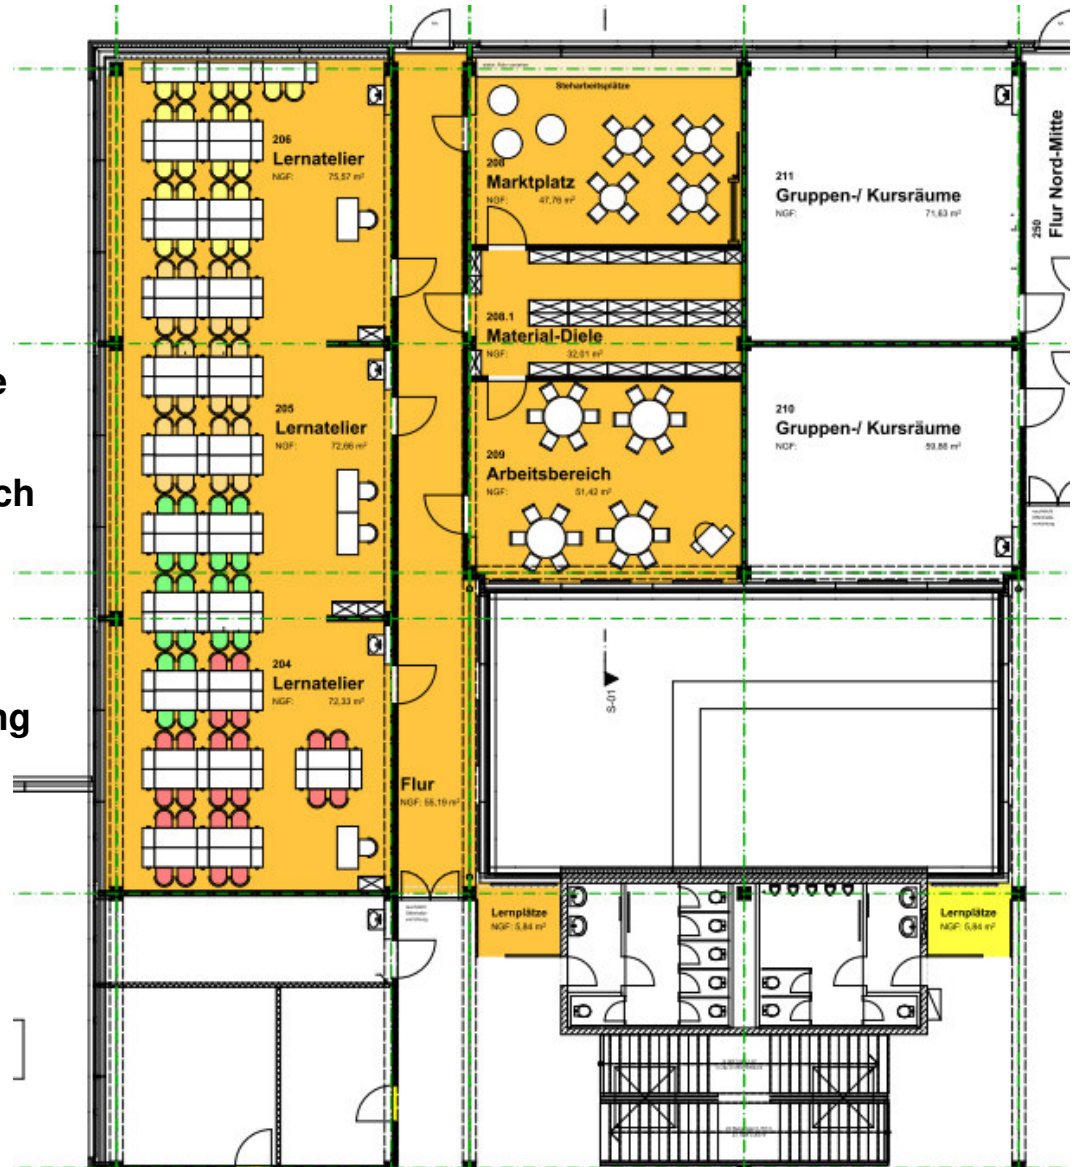 Steharbeitsplätze
206
Lernatelier
NGF: 75,57 m²
208
Marktplatz
NGF: 47,76 m²
211
Gruppen-/ Kursräume
NGF: 71,63 m²
250
Flur Nord-Mitte
208.1
Material-Diele
NGF: 32,01 m²
e
205
Lernatelier
NGF: 72,66 m²
210
Gruppen-/ Kursräume
NGF: 59,86 m²
209
Arbeitsbereich
NGF: 51,42 m²
ch
204
Lernatelier
NGF: 72,33 m²
S-01
ng
Flur
NGF: 55,19 m²
Lernplätze
NGF: 5,84 m²
Lernplätze
NGF: 5,84 m²